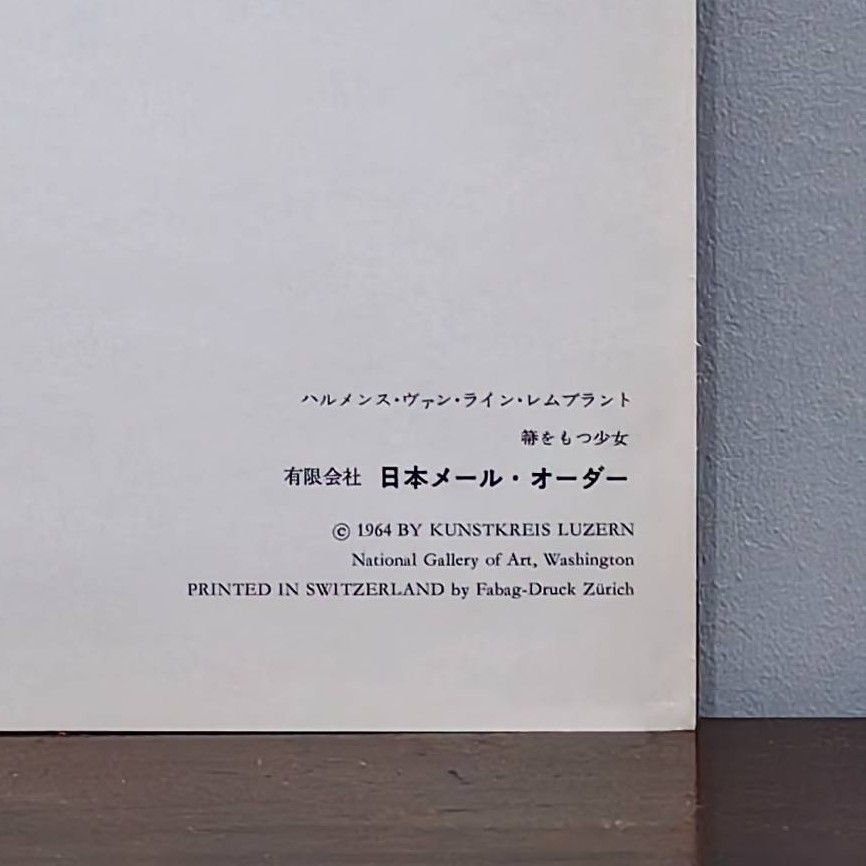 ハルメンス・ヴァン・ライン・レムブラント
箒をもつ少女
有限会社 日本メール・オーダー
© 1964 BY KUNSTKREIS LUZERN
National Gallery of Art, Washington
PRINTED IN SWITZERLAND by Fabag-Druck Zürich